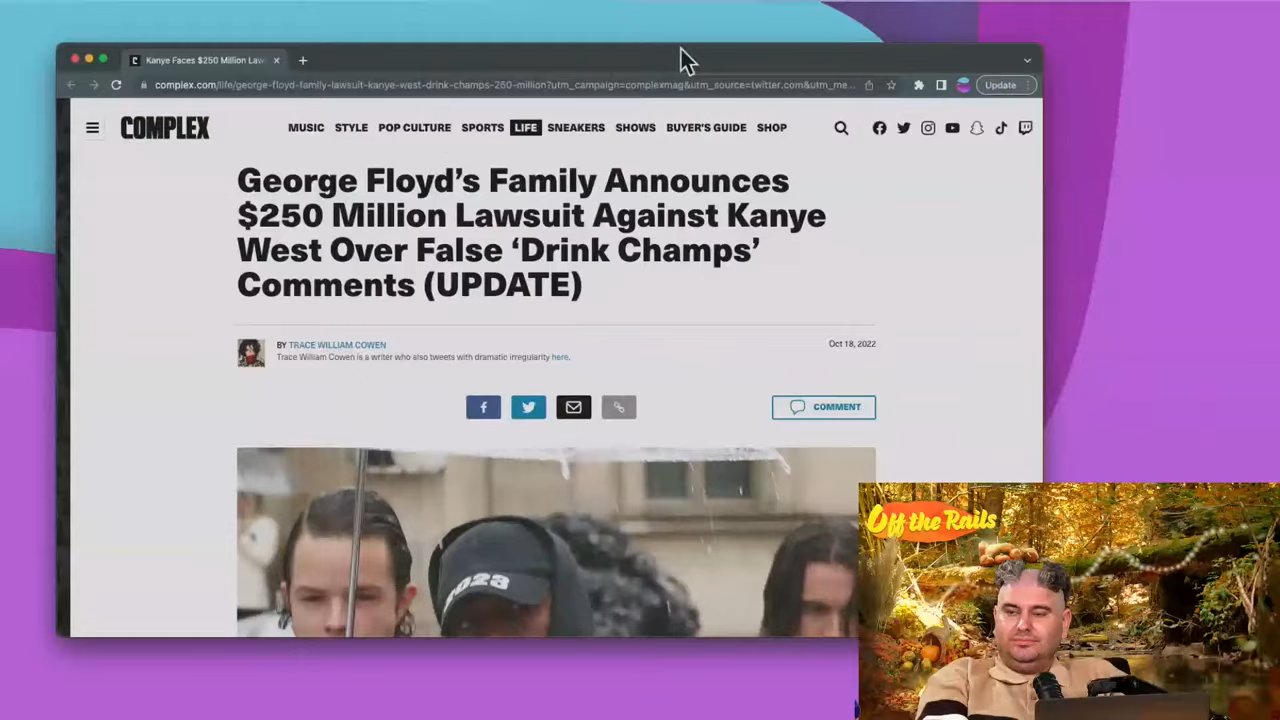 Kanye Faces $250 Million Law
complex.com/life/george-floyd-family-lawsuit-kanye-west-drink-champs-250-million?utm_campaign=complexmag&utm_source=twitter.com&utm_me...
Update
COMPLEX
MUSIC STYLE POP CULTURE SPORTS LIFE SNEAKERS SHOWS BUYER'S GUIDE SHOP
George Floyd's Family Announces
$250 Million Lawsuit Against Kanye
West Over False 'Drink Champs'
Comments (UPDATE)
BY TRACE WILLIAM COWEN
Oct 18, 2022
Trace William Cowen is a writer who also tweets with dramatic irregularity here.
COMMENT
2023
Off the Rails